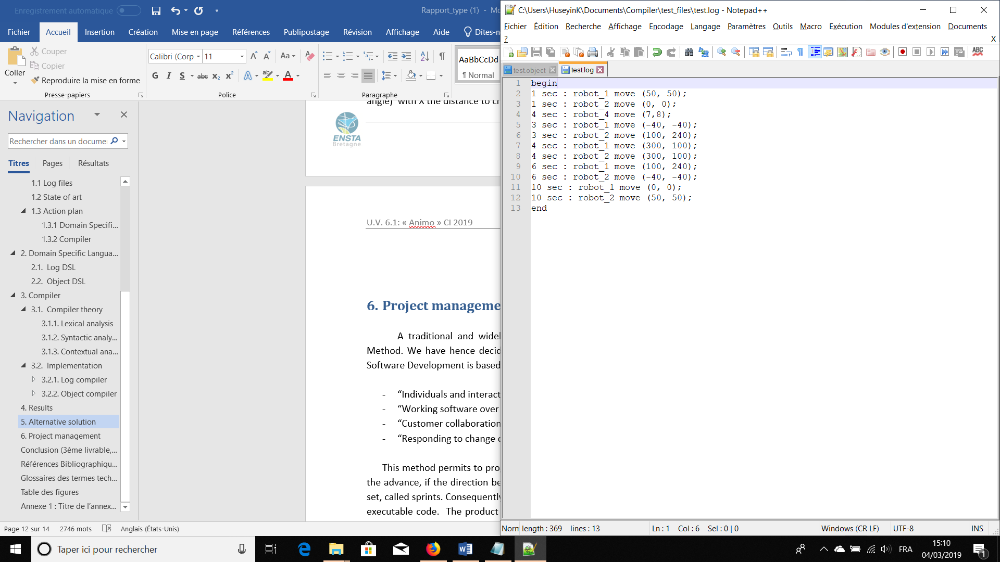 Enregistrement automatique
Rapport_type (1) - Mo
Fichier Accueil Insertion Création Mise en page Références Publipostage Révision Affichage Aide Dites-n
Coller
Couper
Copier
Reproduire la mise en forme
Presse-papiers
Calibri (Corp 11
Aa
G I S abc x₂ x² A ab A
Police
Paragraphe
AaBbCcDd
¶ Normal
Navigation
Rechercher dans un documen
Titres Pages Résultats
1.1 Log files
1.2 State of art
1.3 Action plan
1.3.1 Domain Specifi...
1.3.2 Compiler
2. Domain Specific Langua...
2.1. Log DSL
2.2. Object DSL
3. Compiler
3.1. Compiler theory
3.1.1. Lexical analysis
3.1.2. Syntactic analy...
3.1.3. Contextual ana...
3.2. Implementation
3.2.1. Log compiler
3.2.2. Object compiler
4. Results
5. Alternative solution
6. Project management
Conclusion (3ème livrable,...
Références Bibliographiqu...
Glossaires des termes tech...
Table des figures
Annexe 1 : Titre de l'annex...
angle) with X the distance to cr
ENSTA
Bretagne
U.V. 6.1: « Animo » CI 2019
6. Project manageme
A traditional and widel
Method. We have hence decid
Software Development is based
- “Individuals and interact
- “Working software over
- “Customer collaboration
- “Responding to change o
This method permits to pro
the advance, if the direction be
set, called sprints. Consequently
executable code. The product
Page 12 sur 14 2746 mots Anglais (États-Unis)
C:\Users\HuseyinK\Documents\Compiler\test_files\test.log - Notepad++
Fichier Édition Recherche Affichage Encodage Langage Paramètres Outils Macro Exécution Modules d'extension Documents
? X
ABC
test.object test.log
1 begin
2 1 sec : robot_1 move (50, 50);
3 1 sec : robot_2 move (0, 0);
4 4 sec : robot_4 move (7,8);
5 3 sec : robot_1 move (-40, -40);
6 3 sec : robot_2 move (100, 240);
7 4 sec : robot_1 move (300, 100);
8 4 sec : robot_2 move (300, 100);
9 6 sec : robot_1 move (100, 240);
10 6 sec : robot_2 move (-40, -40);
11 10 sec : robot_1 move (0, 0);
12 10 sec : robot_2 move (50, 50);
13 end
Norm length : 369 lines : 13 Ln : 1 Col : 6 Sel : 0 | 0 Windows (CR LF) UTF-8 INS
Taper ici pour rechercher
FRA
15:10
04/03/2019
1